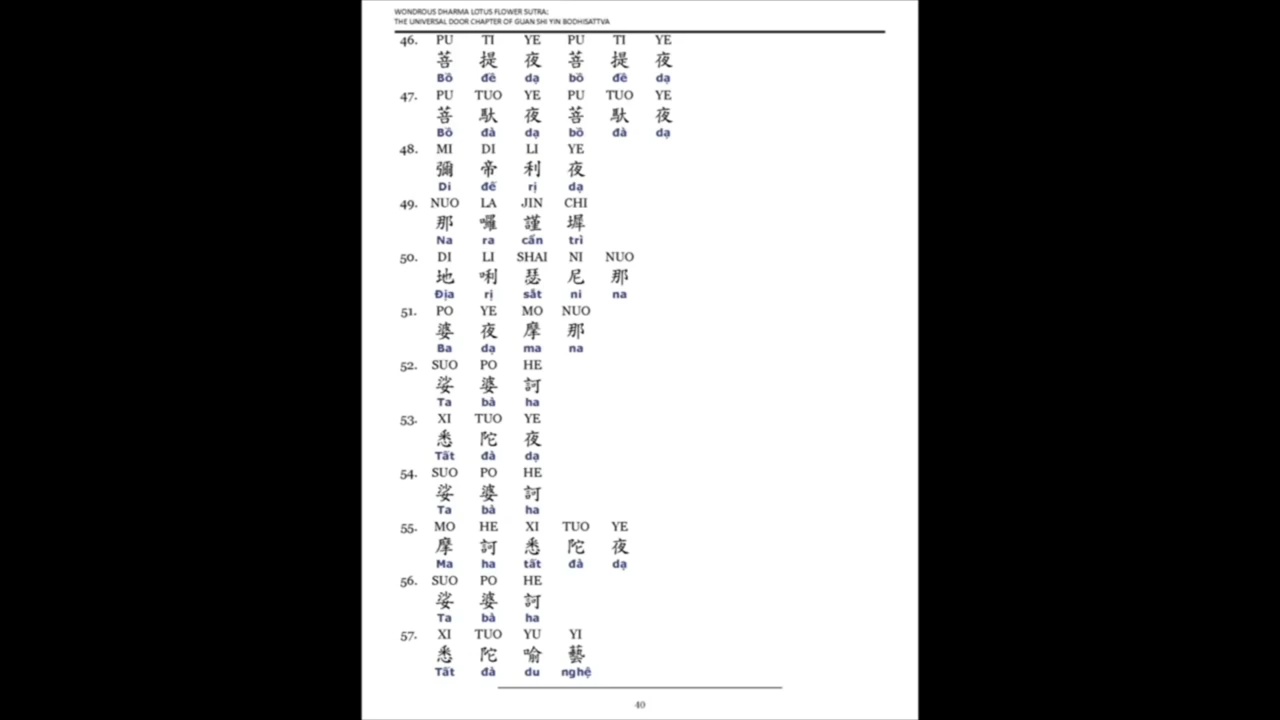 WONDROUS DHARMA LOTUS FLOWER SUTRA;
THE UNIVERSAL DOOR CHAPTER OF GUAN SHI YIN BODHISATTVA
46. PU TI YE PU TI YE
菩 提 夜 菩 提 夜
Bồ đề dạ bồ đề dạ
47. PU TUO YE PU TUO YE
菩 馱 夜 菩 馱 夜
Bồ đà dạ bồ đà dạ
48. MI DI LI YE
彌 帝 利 夜
Di đế rị dạ
49. NUO LA JIN CHI
那 囉 謹 墀
Na ra cẩn trì
50. DI LI SHAI NI NUO
地 唎 瑟 尼 那
Địa rị sắt ni na
51. PO YE MO NUO
婆 夜 摩 那
Ba dạ ma na
52. SUO PO HE
娑 婆 訶
Ta bà ha
53. XI TUO YE
悉 陀 夜
Tất đà dạ
54. SUO PO HE
娑 婆 訶
Ta bà ha
55. MO HE XI TUO YE
摩 訶 悉 陀 夜
Ma ha tất đà dạ
56. SUO PO HE
娑 婆 訶
Ta bà ha
57. XI TUO YU YI
悉 陀 喻 藝
Tất đà du nghệ
40